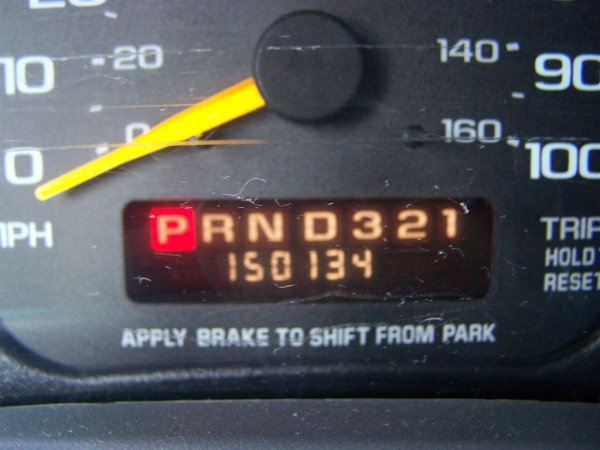 20 140
10 90
0 160
0 100
MPH
PRND321
TRIP
150134
HOLD
RESET
APPLY BRAKE TO SHIFT FROM PARK